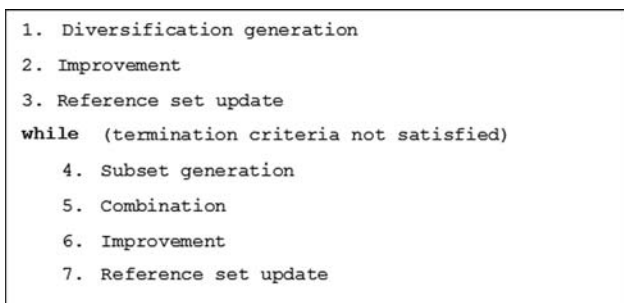 1. Diversification generation
2. Improvement
3. Reference set update
while (termination criteria not satisfied)
4. Subset generation
5. Combination
6. Improvement
7. Reference set update